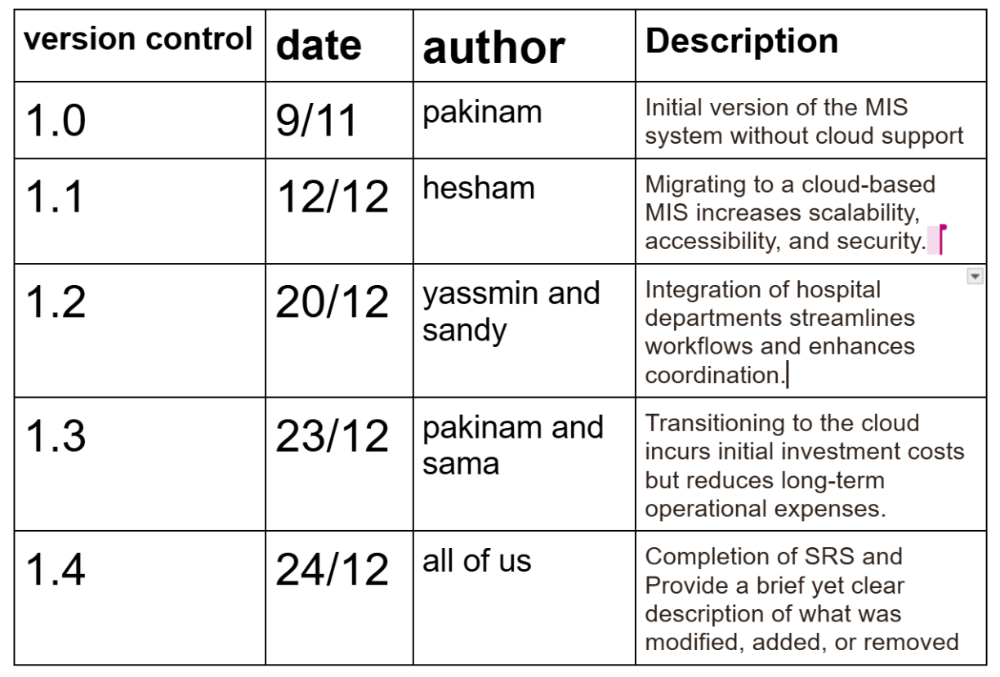 version control date author Description
1.0 9/11 pakinam Initial version of the MIS
system without cloud support
1.1 12/12 hesham Migrating to a cloud-based
MIS increases scalability,
accessibility, and security.
1.2 20/12 yassmin and
sandy
Integration of hospital
departments streamlines
workflows and enhances
coordination.
1.3 23/12 pakinam and
sama
Transitioning to the cloud
incurs initial investment costs
but reduces long-term
operational expenses.
1.4 24/12 all of us Completion of SRS and
Provide a brief yet clear
description of what was
modified, added, or removed